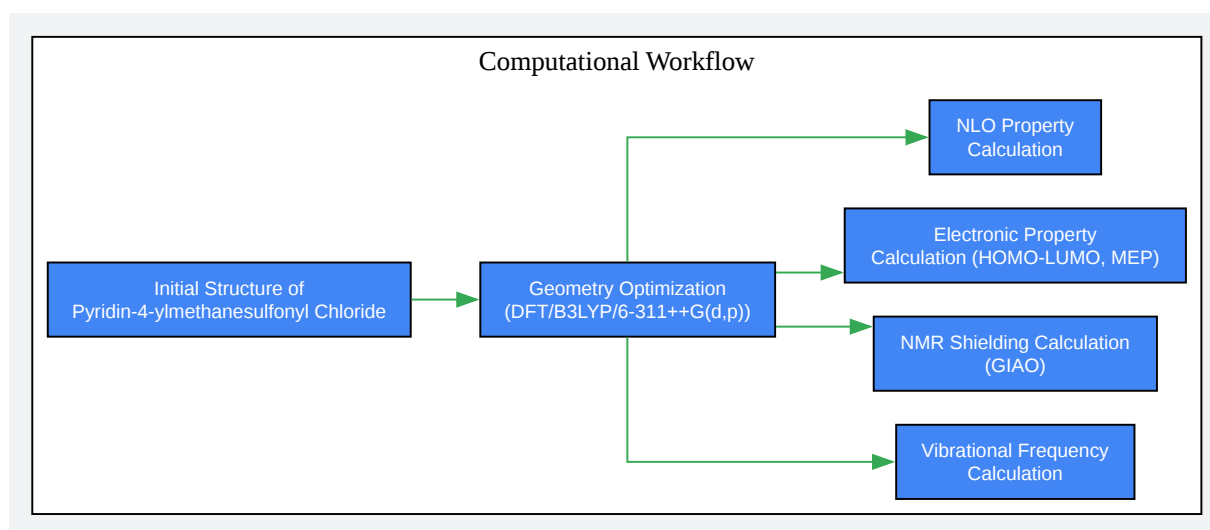 Computational Workflow
Initial Structure of
Pyridin-4-ylmethanesulfonyl Chloride
Geometry Optimization
(DFT/B3LYP/6-311++G(d,p))
NLO Property
Calculation
Electronic Property
Calculation (HOMO-LUMO, MEP)
NMR Shielding Calculation
(GIAO)
Vibrational Frequency
Calculation